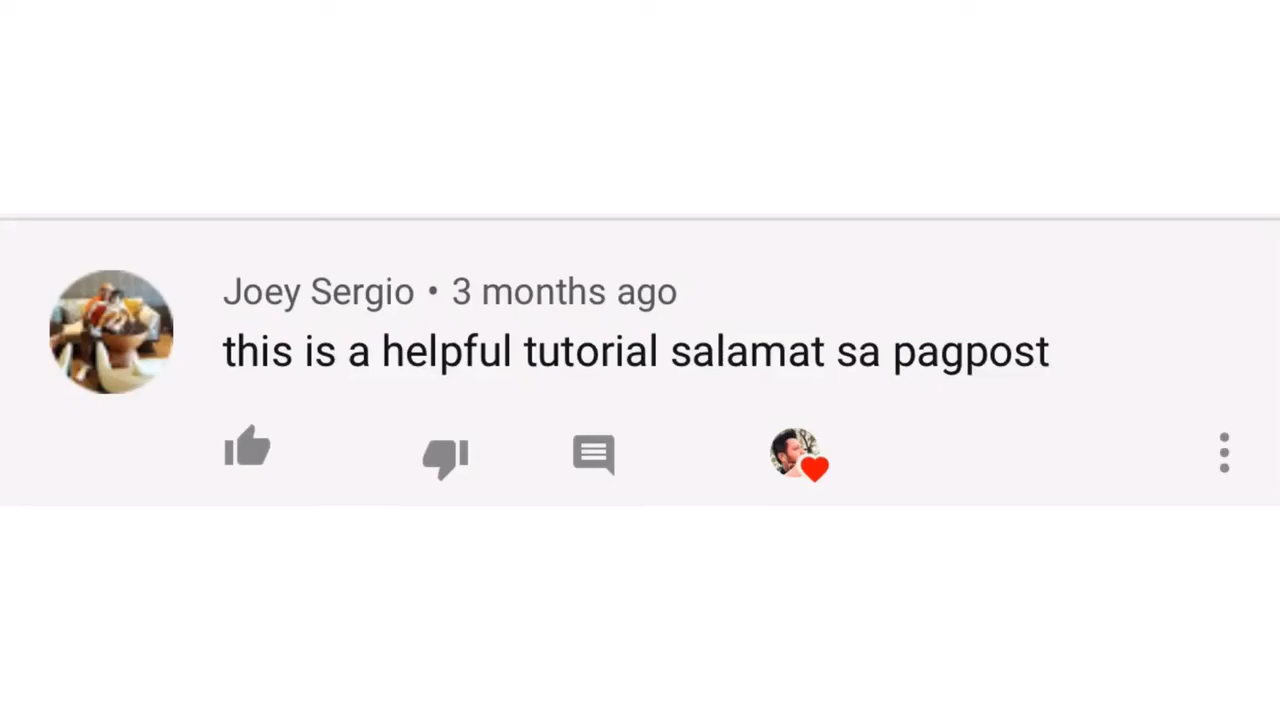 Joey Sergio • 3 months ago
this is a helpful tutorial salamat sa pagpost